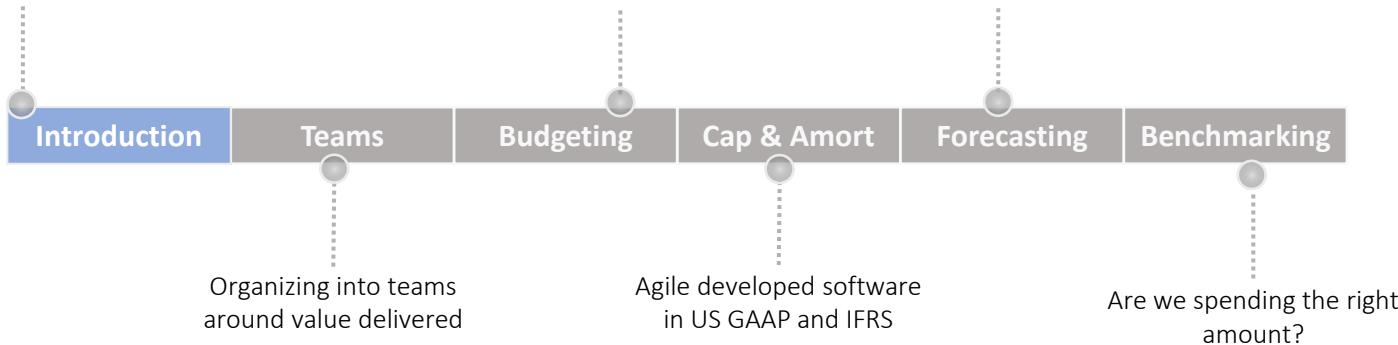 Introduction
Teams
Budgeting
Cap & Amort
Forecasting
Benchmarking
Organizing into teams
around value delivered
Agile developed software
in US GAAP and IFRS
Are we spending the right
amount?